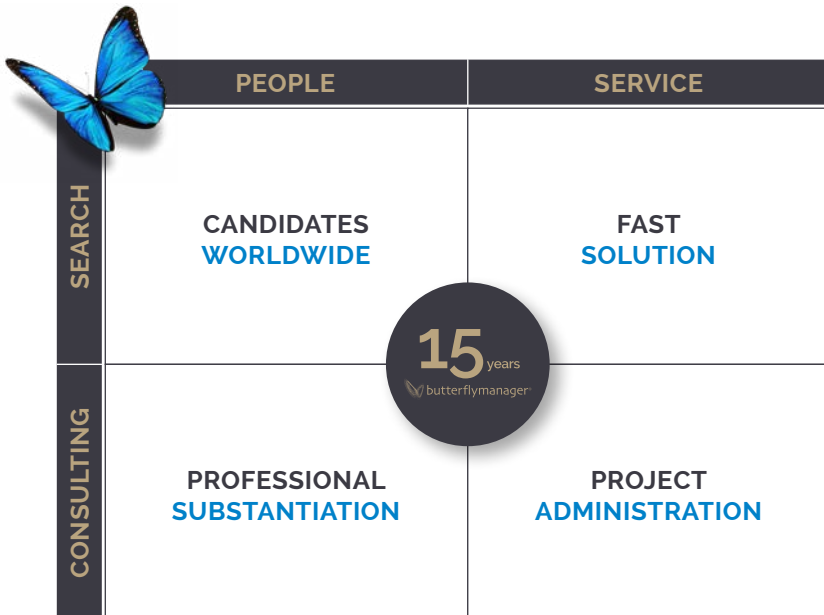 PEOPLE
SERVICE
SEARCH
CANDIDATES
WORLDWIDE
FAST
SOLUTION
15 years
butterflymanager
CONSULTING
PROFESSIONAL
SUBSTANTIATION
PROJECT
ADMINISTRATION